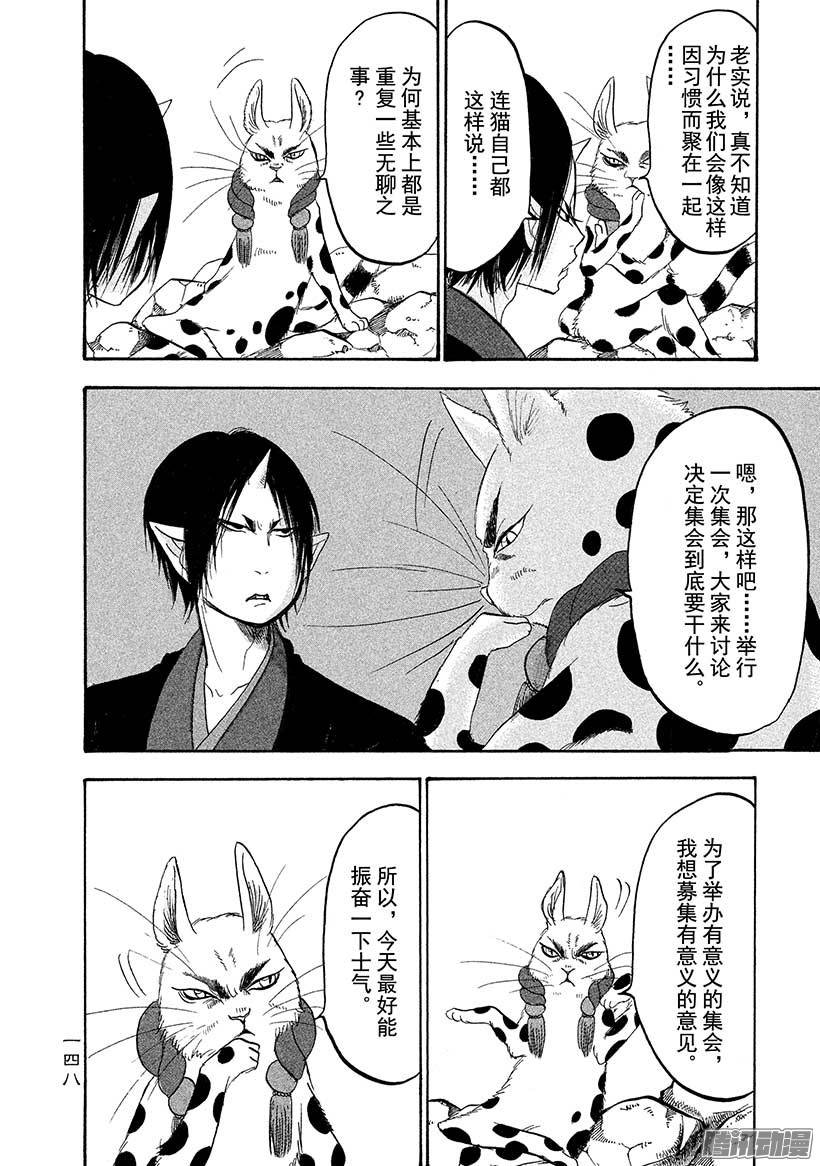 老实说，真不知道
为什么我们会像这样
因习惯而聚在一起
……
连猫自己都
这样说……
为何基本上都是
重复一些无聊之
事？
嗯，那这样吧……举行
一次集会，大家来讨论
决定集会到底要干什么。
为了举办有意义的集会，
我想募集有意义的意见。
所以，今天最好能
振奋一下士气。
一四八
腾讯动漫